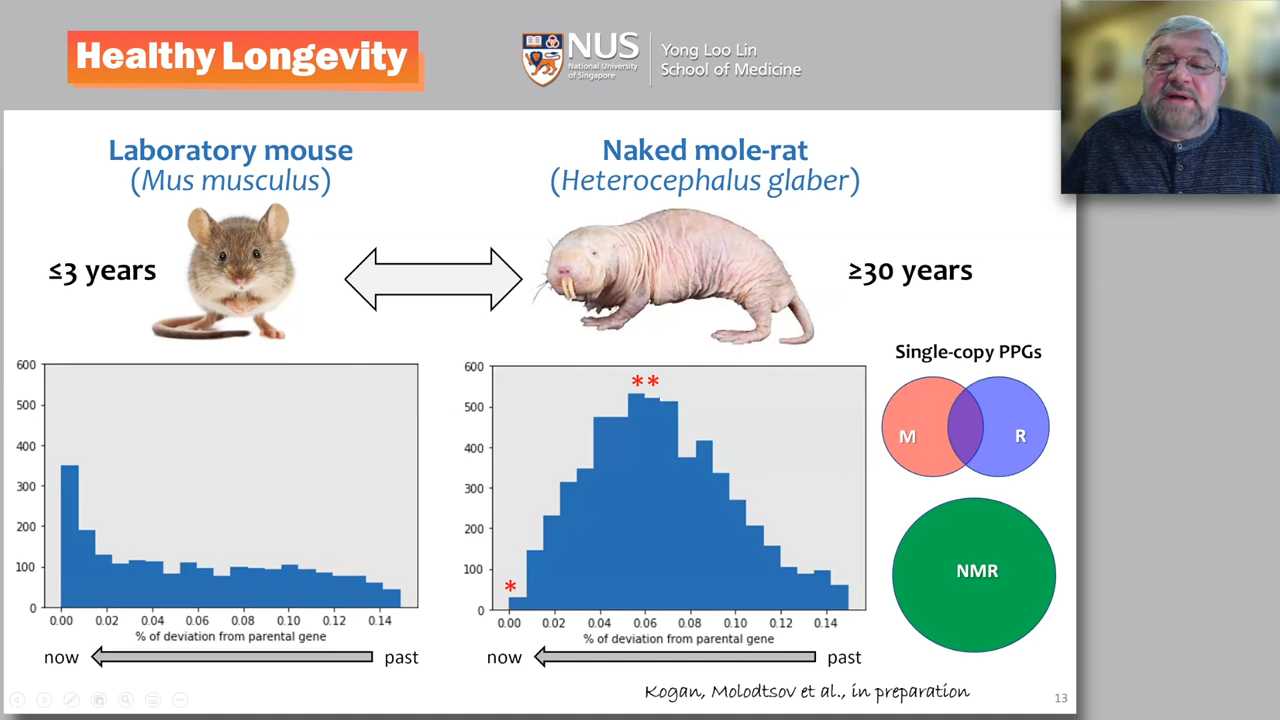 Healthy Longevity
NUS
National University
of Singapore
Yong Loo Lin
School of Medicine
Laboratory mouse
(Mus musculus)
Naked mole-rat
(Heterocephalus glaber)
≤3 years
≥30 years
600
500
400
300
200
100
0
0.00 0.02 0.04 0.06 0.08 0.10 0.12 0.14
% of deviation from parental gene
now
past
600
500
400
300
200
100
0
**
*
0.00 0.02 0.04 0.06 0.08 0.10 0.12 0.14
% of deviation from parental gene
now
past
Single-copy PPGs
M
R
NMR
Kogan, Molodtsov et al., in preparation
13